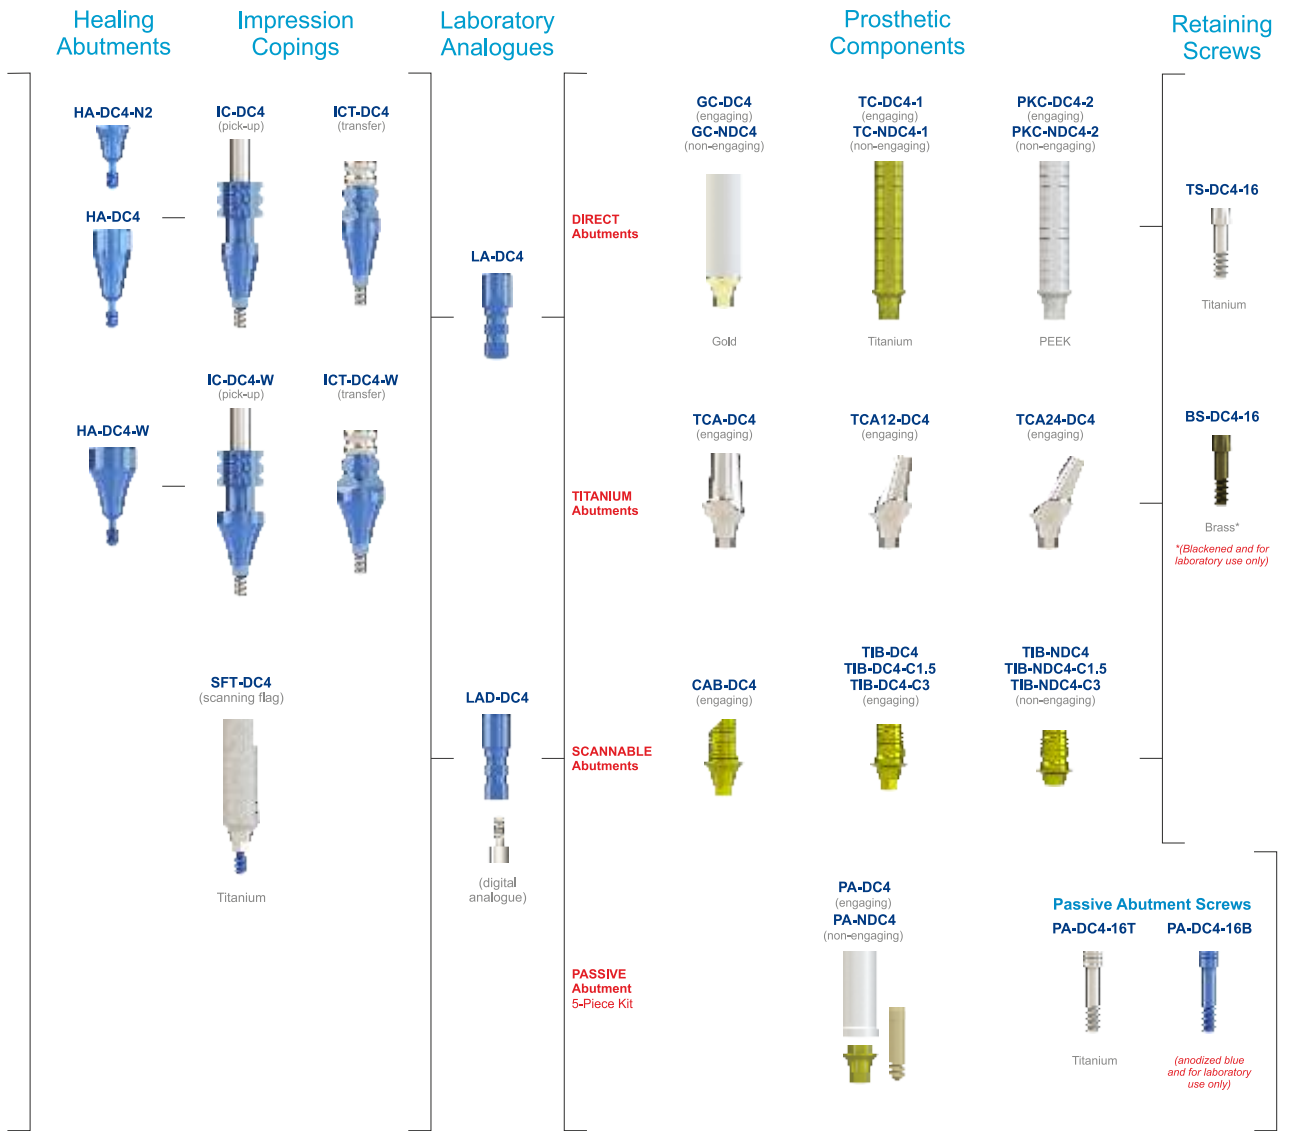 Healing
Abutments
Impression
Copings
Laboratory
Analogues
Prosthetic
Components
Retaining
Screws
HA-DC4-N2
HA-DC4
IC-DC4
(pick-up)
ICT-DC4
(transfer)
HA-DC4-W
IC-DC4-W
(pick-up)
ICT-DC4-W
(transfer)
SFT-DC4
(scanning flag)
Titanium
LA-DC4
LAD-DC4
(digital
analogue)
DIRECT
Abutments
GC-DC4
(engaging)
GC-NDC4
(non-engaging)
Gold
TC-DC4-1
(engaging)
TC-NDC4-1
(non-engaging)
Titanium
PKC-DC4-2
(engaging)
PKC-NDC4-2
(non-engaging)
PEEK
TITANIUM
Abutments
TCA-DC4
(engaging)
TCA12-DC4
(engaging)
TCA24-DC4
(engaging)
SCANNABLE
Abutments
CAB-DC4
(engaging)
TIB-DC4
TIB-DC4-C1.5
TIB-DC4-C3
(engaging)
TIB-NDC4
TIB-NDC4-C1.5
TIB-NDC4-C3
(non-engaging)
TS-DC4-16
Titanium
BS-DC4-16
Brass*
*(Blackened and for
laboratory use only)
PASSIVE
Abutment
5-Piece Kit
PA-DC4
(engaging)
PA-NDC4
(non-engaging)
Passive Abutment Screws
PA-DC4-16T
Titanium
PA-DC4-16B
(anodized blue
and for laboratory
use only)